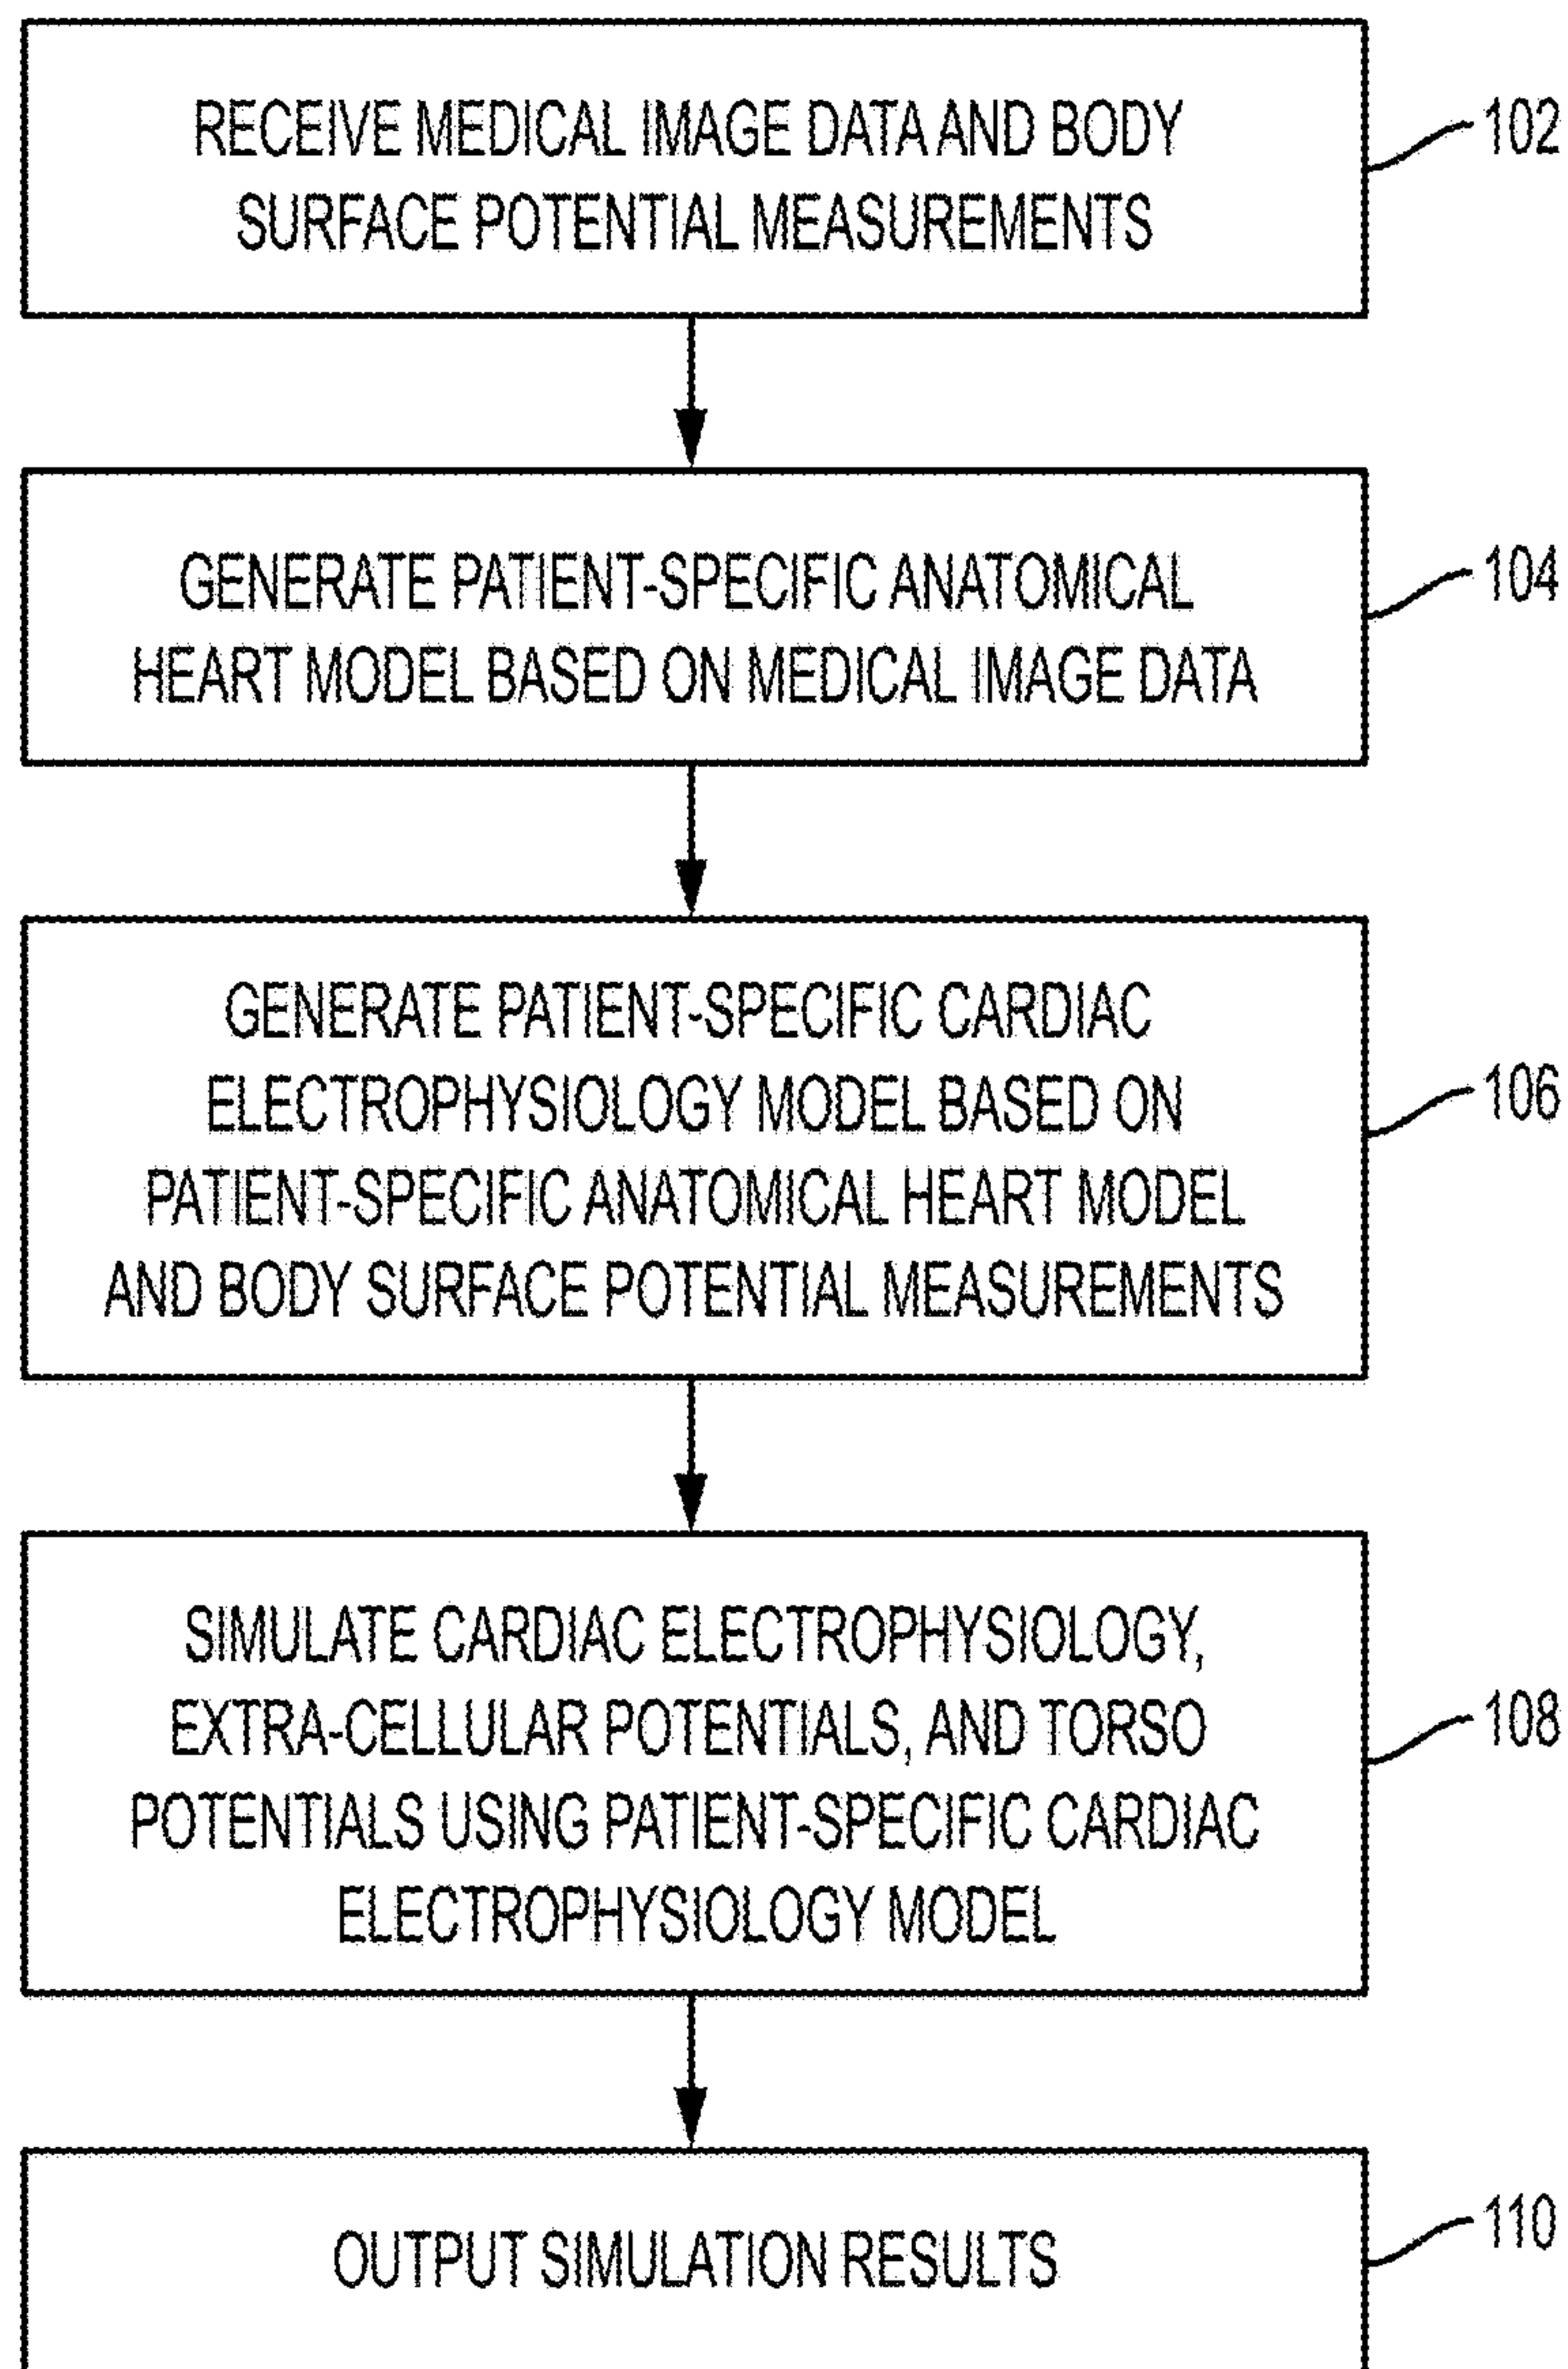 RECEIVE MEDICAL IMAGE DATA AND BODY
SURFACE POTENTIAL MEASUREMENTS
102
GENERATE PATIENT-SPECIFIC ANATOMICAL
HEART MODEL BASED ON MEDICAL IMAGE DATA
104
GENERATE PATIENT-SPECIFIC CARDIAC
ELECTROPHYSIOLOGY MODEL BASED ON
PATIENT-SPECIFIC ANATOMICAL HEART MODEL
AND BODY SURFACE POTENTIAL MEASUREMENTS
106
SIMULATE CARDIAC ELECTROPHYSIOLOGY,
EXTRA-CELLULAR POTENTIALS, AND TORSO
POTENTIALS USING PATIENT-SPECIFIC CARDIAC
ELECTROPHYSIOLOGY MODEL
108
OUTPUT SIMULATION RESULTS
110